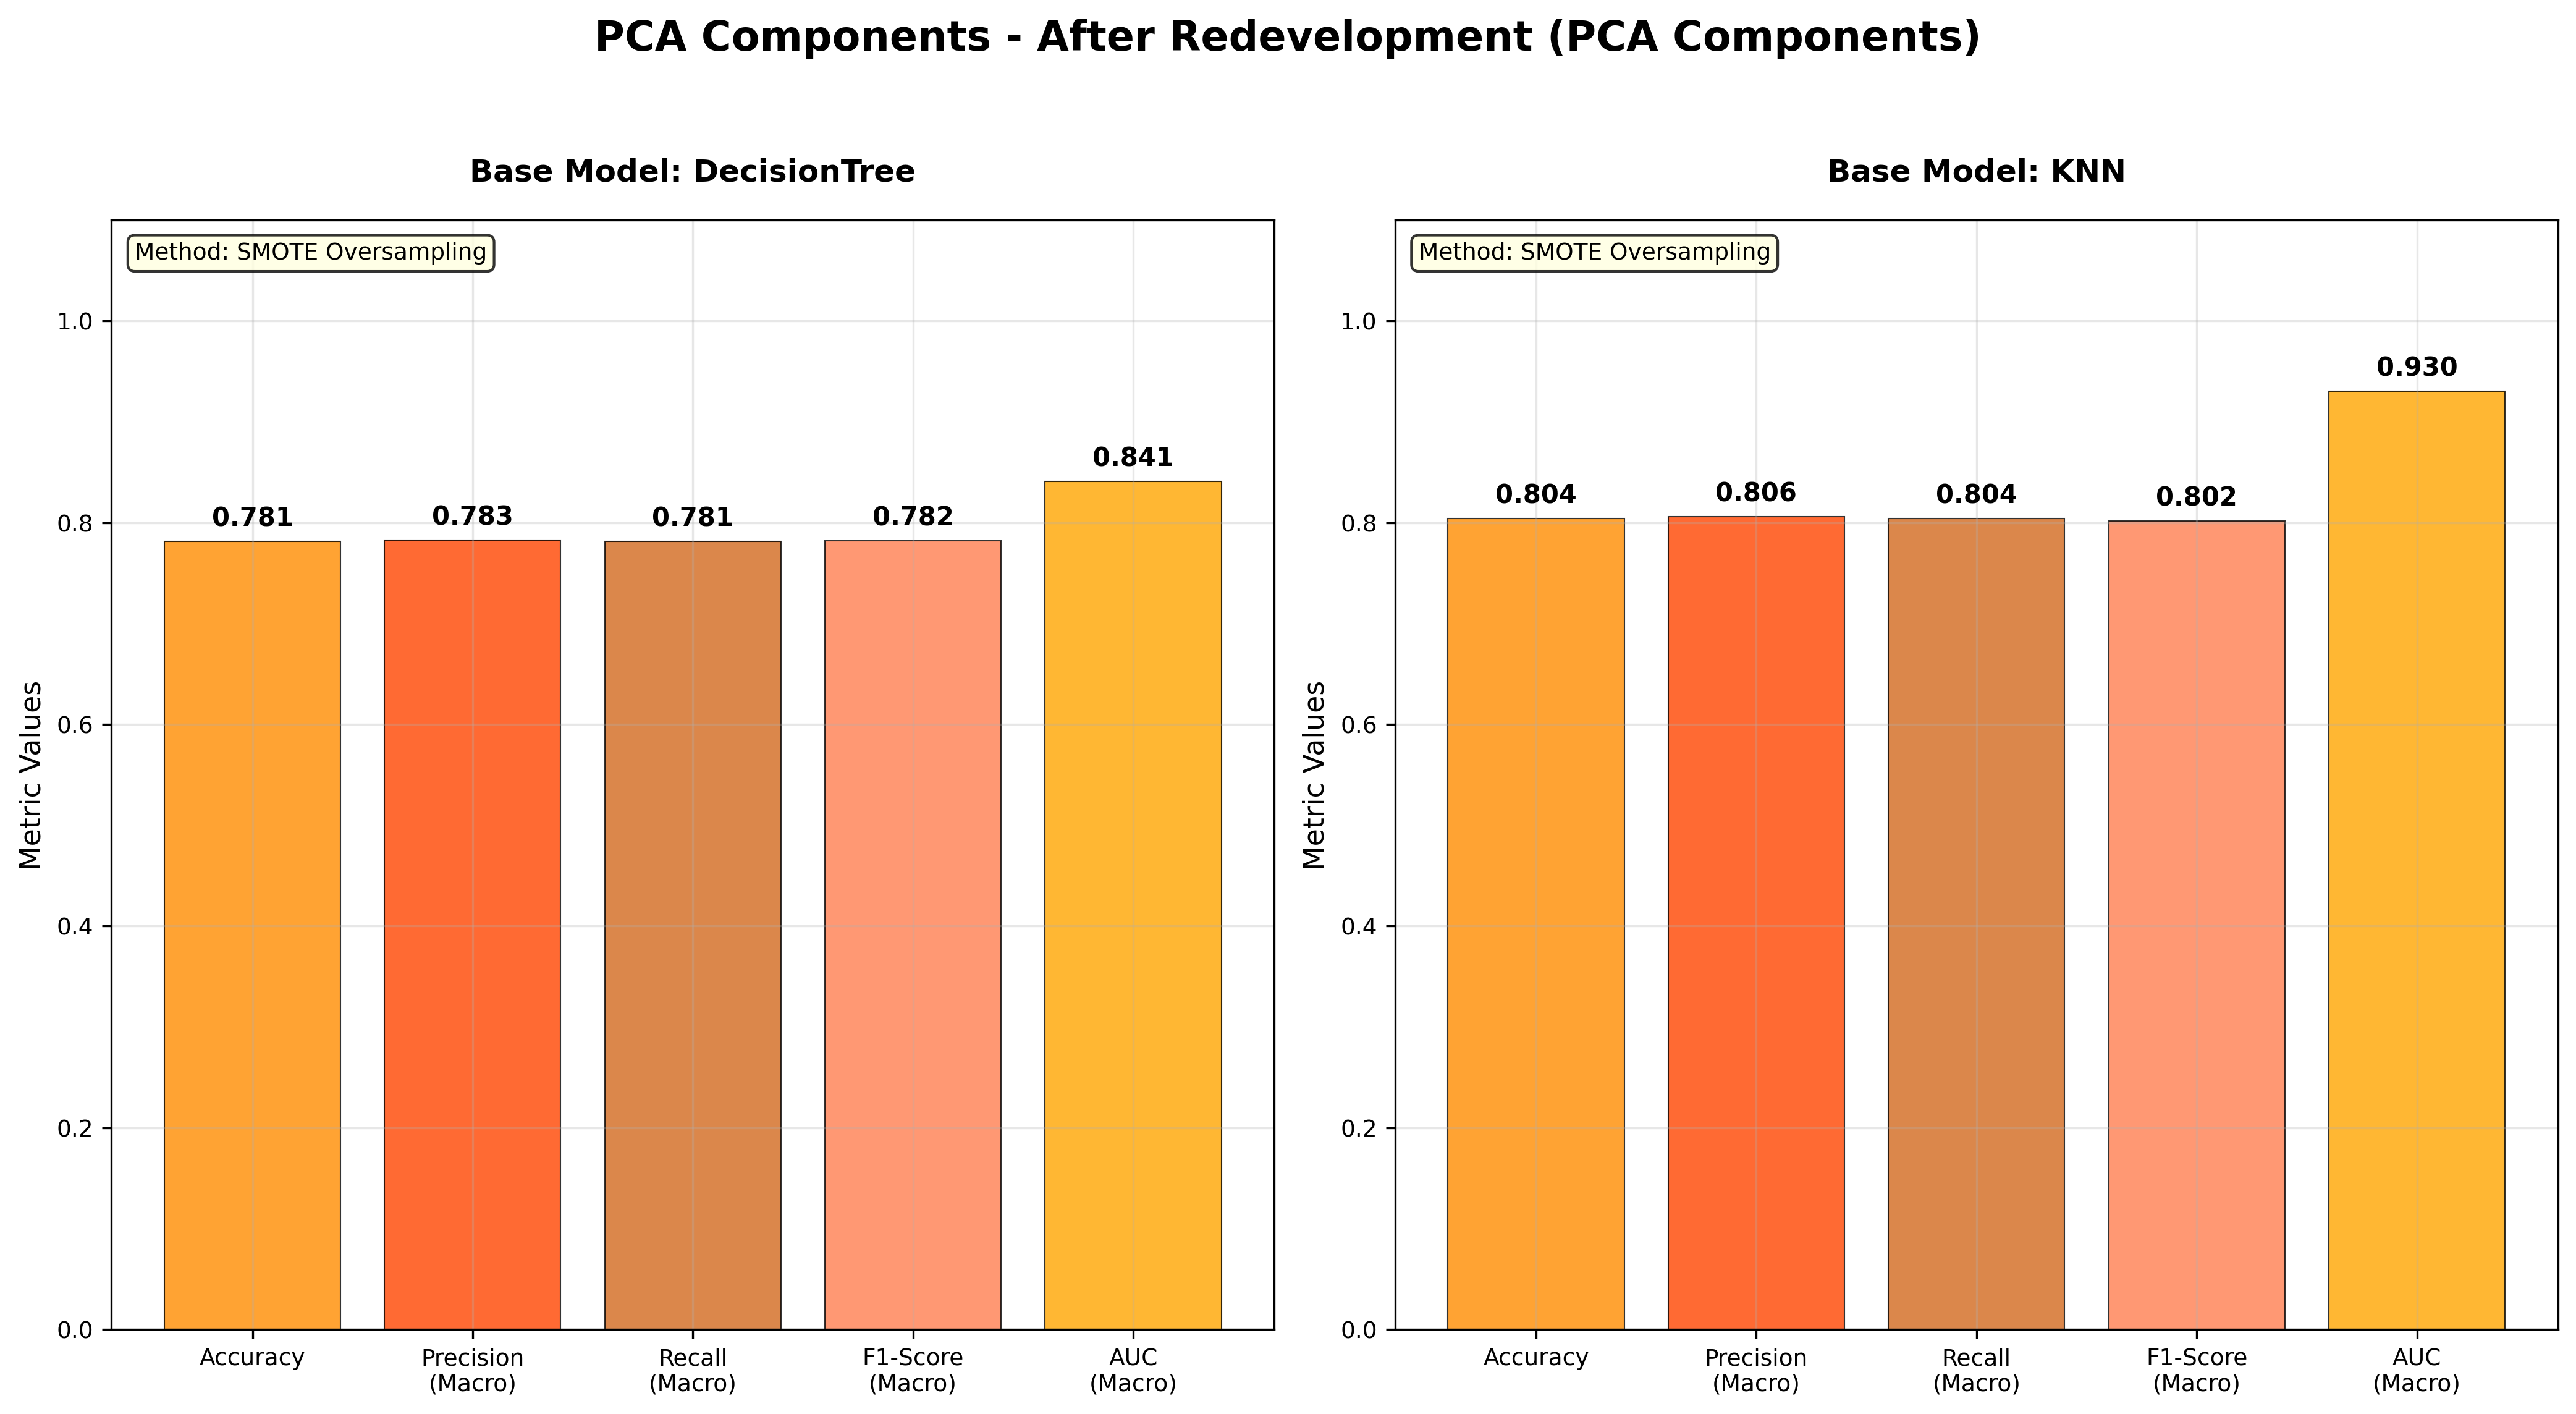 PCA Components - After Redevelopment (PCA Components)
Base Model: DecisionTree
Method: SMOTE Oversampling
Metric Values
1.0
0.8
0.6
0.4
0.2
0.0
0.781
0.783
0.781
0.782
0.841
Accuracy
Precision
(Macro)
Recall
(Macro)
F1-Score
(Macro)
AUC
(Macro)
Base Model: KNN
Method: SMOTE Oversampling
Metric Values
1.0
0.8
0.6
0.4
0.2
0.0
0.804
0.806
0.804
0.802
0.930
Accuracy
Precision
(Macro)
Recall
(Macro)
F1-Score
(Macro)
AUC
(Macro)